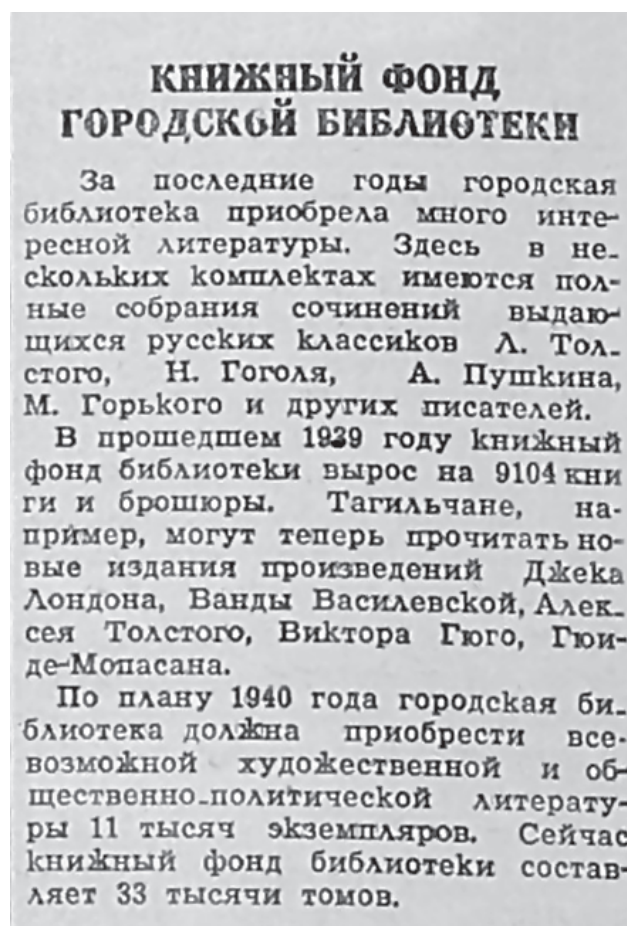 КНИЖНЫЙ ФОНД
ГОРОДСКОЙ БИБЛИОТЕКИ
За последние годы городская
библиотека приобрела много инте-
ресной литературы. Здесь в не-
скольких комплектах имеются пол-
ные собрания сочинений выдаю-
щихся русских классиков Л. Тол-
стого, Н. Гоголя, А. Пушкина,
М. Горького и других писателей.
В прошедшем 1939 году книжный
фонд библиотеки вырос на 9104 кни
ги и брошюры. Тагильчане, на-
пример, могут теперь прочитать но-
вые издания произведений Джека
Лондона, Ванды Василевской, Алек-
сея Толстого, Виктора Гюго, Гюи-
де-Мопасана.
По плану 1940 года городская би-
блиотека должна приобрести все-
возможной художественной и об-
щественно-политической литерату-
ры 11 тысяч экземпляров. Сейчас
книжный фонд библиотеки состав-
ляет 33 тысячи томов.